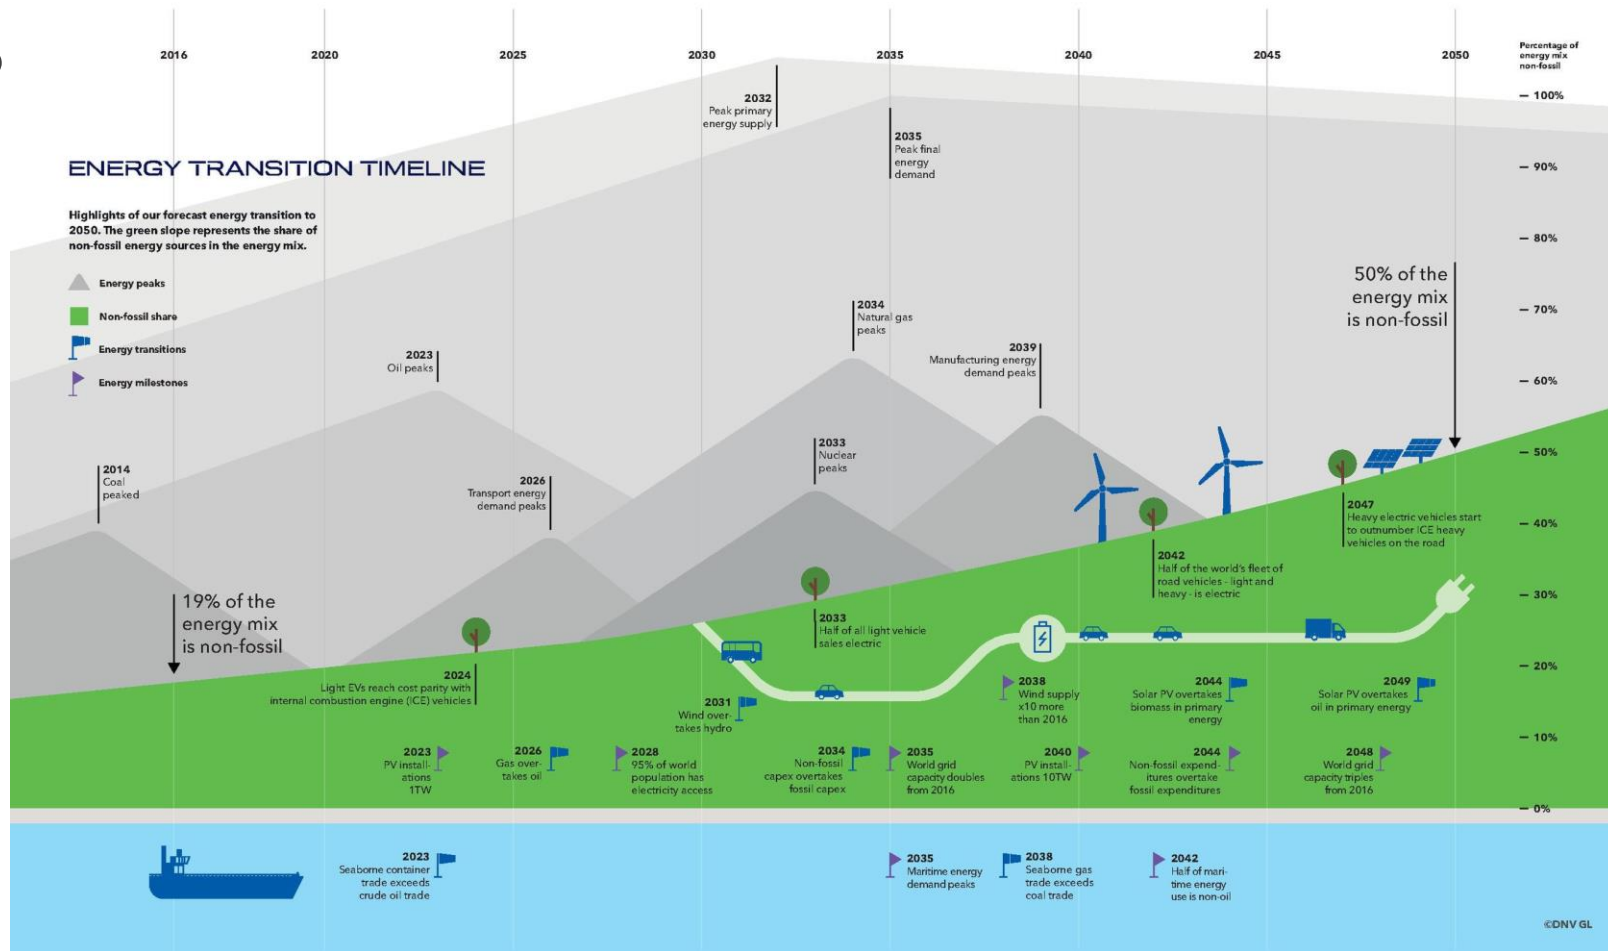 2016 2020 2025 2030 2035 2040 2045 2050
Percentage of
energy mix
non-fossil
100%
90%
80%
70%
60%
50%
40%
30%
20%
10%
0%
ENERGY TRANSITION TIMELINE
Highlights of our forecast energy transition to
2050. The green slope represents the share of
non-fossil energy sources in the energy mix.
Energy peaks
Non-fossil share
Energy transitions
Energy milestones
2032
Peak primary
energy supply
2035
Peak final
energy
demand
50% of the
energy mix
is non-fossil
2034
Natural gas
peaks
2023
Oil peaks
2039
Manufacturing energy
demand peaks
2014
Coal
peaked
2033
Nuclear
peaks
2026
Transport energy
demand peaks
19% of the
energy mix
is non-fossil
2047
Heavy electric vehicles start
to outnumber ICE heavy
vehicles on the road
2042
Half of the world's fleet of
road vehicles - light and
heavy - is electric
2033
Half of all light vehicle
sales electric
2024
Light EVs reach cost parity with
internal combustion engine (ICE) vehicles
2031
Wind over-
takes hydro
2038
Wind supply
x10 more
than 2016
2044
Solar PV overtakes
biomass in primary
energy
2049
Solar PV overtakes
oil in primary energy
2023
PV install-
ations
1TW
2026
Gas over-
takes oil
2028
95% of world
population has
electricity access
2034
Non-fossil
capex overtakes
fossil capex
2035
World grid
capacity doubles
from 2016
2040
PV install-
ations 10TW
2044
Non-fossil expend-
itures overtake
fossil expenditures
2048
World grid
capacity triples
from 2016
2023
Seaborne container
trade exceeds
crude oil trade
2035
Maritime energy
demand peaks
2038
Seaborne gas
trade exceeds
coal trade
2042
Half of mari-
time energy
use is non-oil
©DNV GL